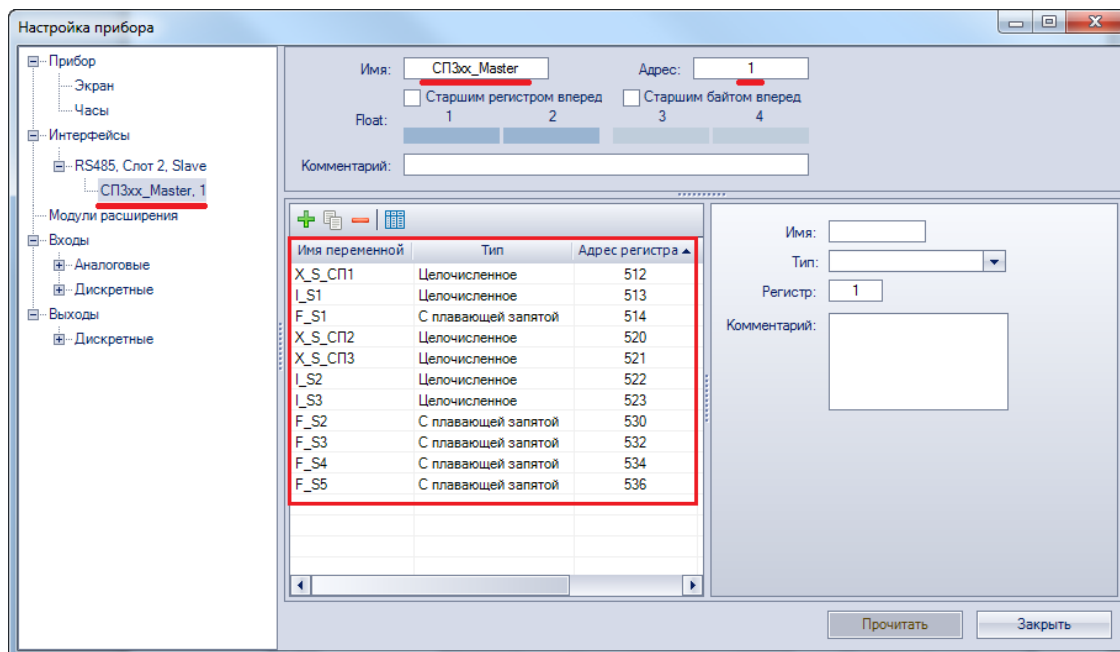 Настройка прибора
Прибор
Экран
Часы
Интерфейсы
RS485, Слот 2, Slave
СП3xx_Master, 1
Модули расширения
Входы
Аналоговые
Дискретные
Выходы
Дискретные
Имя: СП3xx_Master Адрес: 1
Старшим регистром вперед Старшим байтом вперед
Float: 1 2 3 4
Комментарий:
Имя переменной Тип Адрес регистра
X_S_СП1 Целочисленное 512
I_S1 Целочисленное 513
F_S1 С плавающей запятой 514
X_S_СП2 Целочисленное 520
X_S_СП3 Целочисленное 521
I_S2 Целочисленное 522
I_S3 Целочисленное 523
F_S2 С плавающей запятой 530
F_S3 С плавающей запятой 532
F_S4 С плавающей запятой 534
F_S5 С плавающей запятой 536
Имя:
Тип:
Регистр: 1
Комментарий:
Прочитать Закрыть